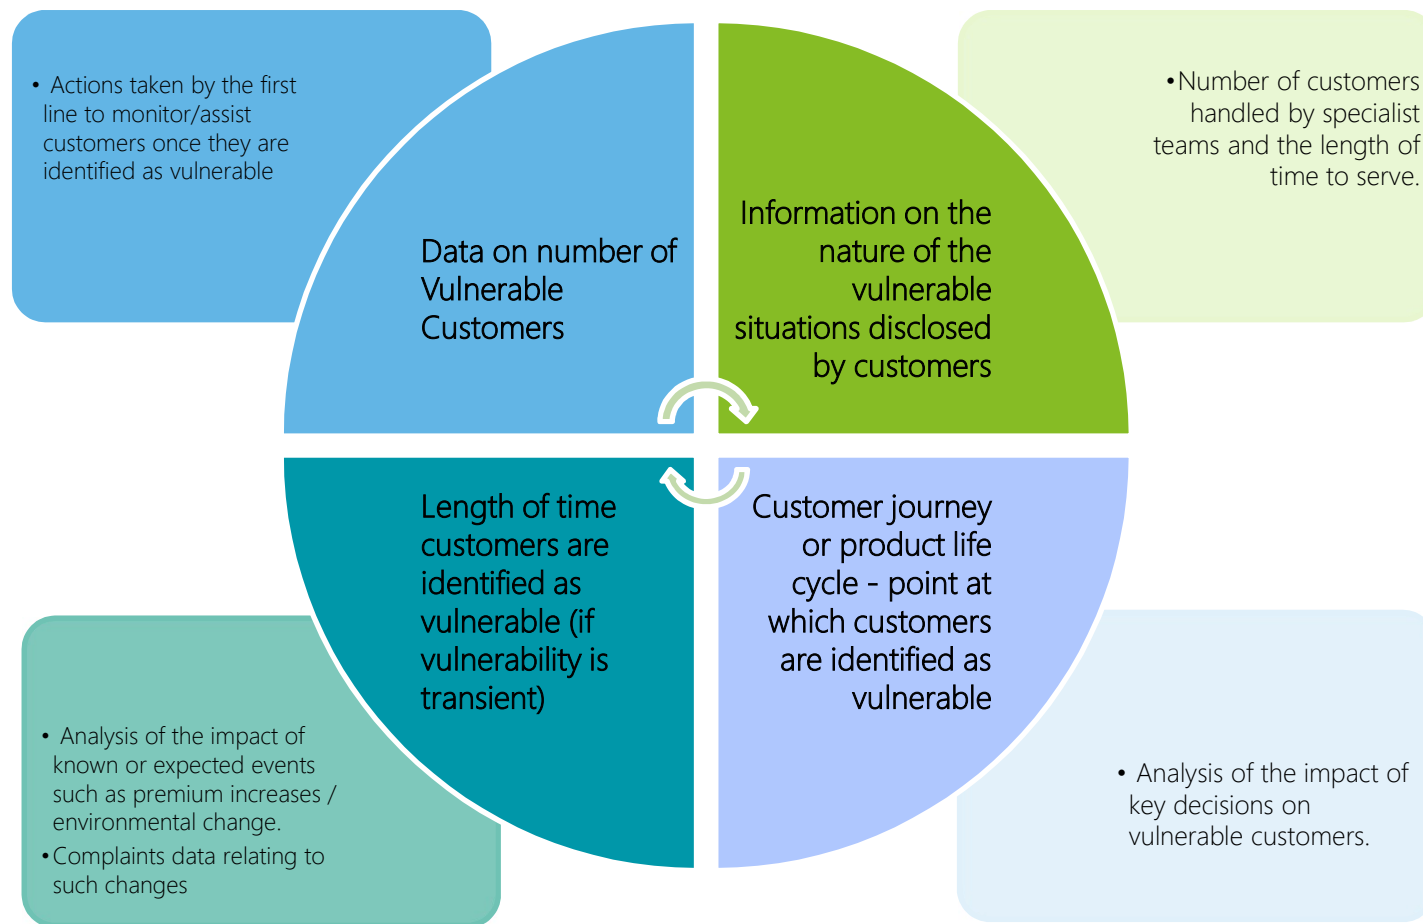 • Actions taken by the first
line to monitor/assist
customers once they are
identified as vulnerable
Data on number of
Vulnerable
Customers
Information on the
nature of the
vulnerable
situations disclosed
by customers
•Number of customers
handled by specialist
teams and the length of
time to serve.
Length of time
customers are
identified as
vulnerable (if
vulnerability is
transient)
Customer journey
or product life
cycle - point at
which customers
are identified as
vulnerable
• Analysis of the impact of
known or expected events
such as premium increases /
environmental change.
•Complaints data relating to
such changes
• Analysis of the impact of
key decisions on
vulnerable customers.